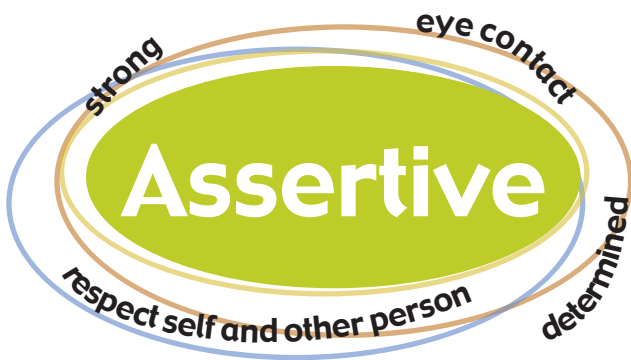 strong
eye contact
Assertive
determined
respect self and other person